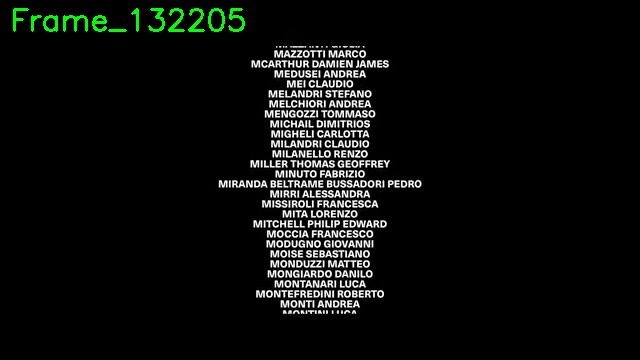 Frame_132205
MAZZOTTI MARCO
MCARTHUR DAMIEN JAMES
MEDUSEI ANDREA
MEI CLAUDIO
MELANDRI STEFANO
MELCHIORI ANDREA
MENGOZZI TOMMASO
MICHAIL DIMITRIOS
MIGHELI CARLOTTA
MILANDRI CLAUDIO
MILANELLO RENZO
MILLER THOMAS GEOFFREY
MINUTO FABRIZIO
MIRANDA BELTRAME BUSSADORI PEDRO
MIRRI ALESSANDRA
MISSIROLI FRANCESCA
MITA LORENZO
MITCHELL PHILIP EDWARD
MOCCIA FRANCESCO
MODUGNO GIOVANNI
MOISE SEBASTIANO
MONDUZZI MATTEO
MONGIARDO DANILO
MONTANARI LUCA
MONTEFREDINI ROBERTO
MONTI ANDREA
MONTINI LUCA